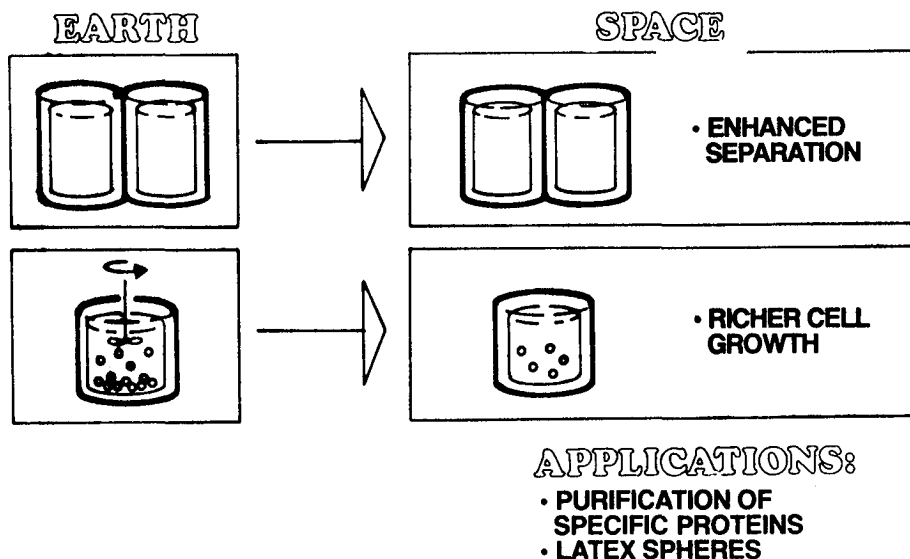 EARTH
SPACE
• ENHANCED
SEPARATION
• RICHER CELL
GROWTH
APPLICATIONS:
• PURIFICATION OF
SPECIFIC PROTEINS
• LATEX SPHERES